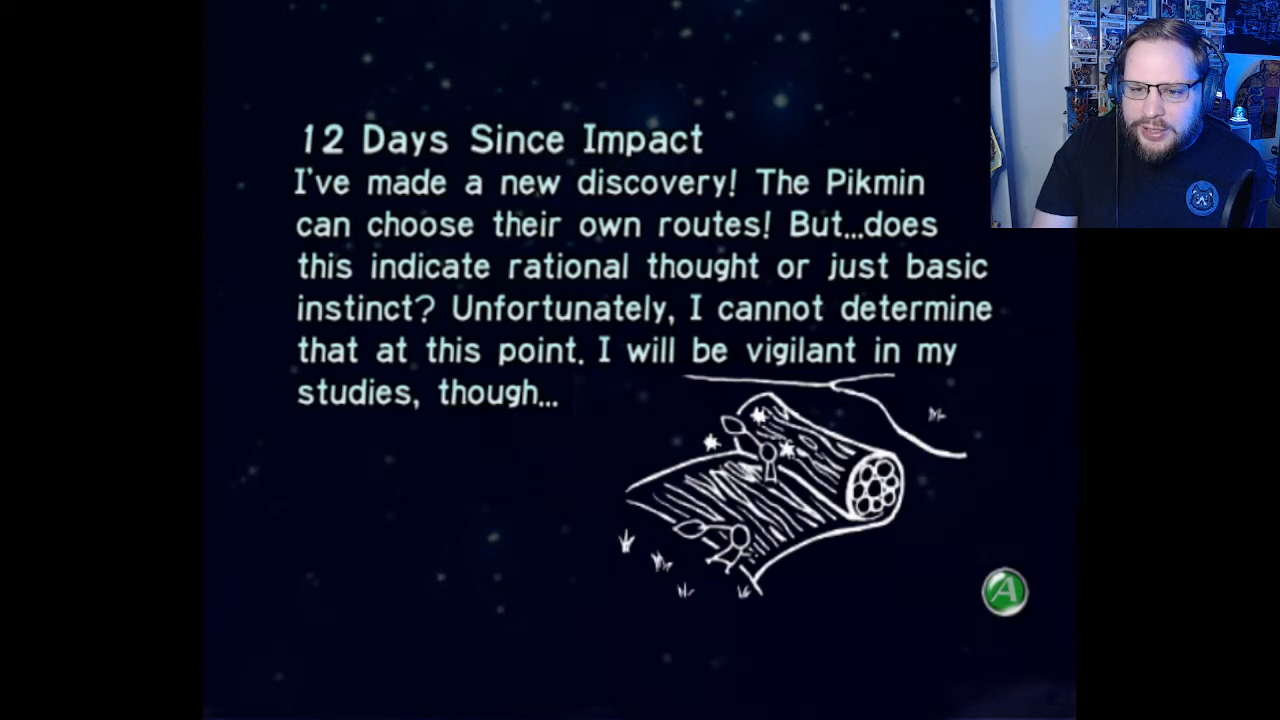 12 Days Since Impact
I've made a new discovery! The Pikmin
can choose their own routes! But...does
this indicate rational thought or just basic
instinct? Unfortunately, I cannot determine
that at this point. I will be vigilant in my
studies, though...
A